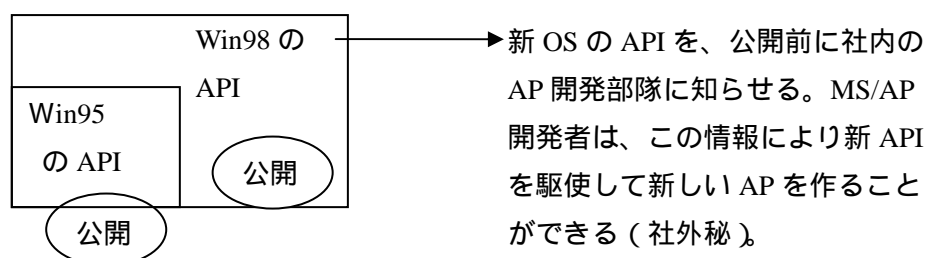 Win98 の
API
Win95
の API
公開
公開
新 OS の API を、公開前に社内の
AP 開発部隊に知らせる。MS/AP
開発者は、この情報により新 API
を駆使して新しい AP を作ること
ができる（社外秘）。